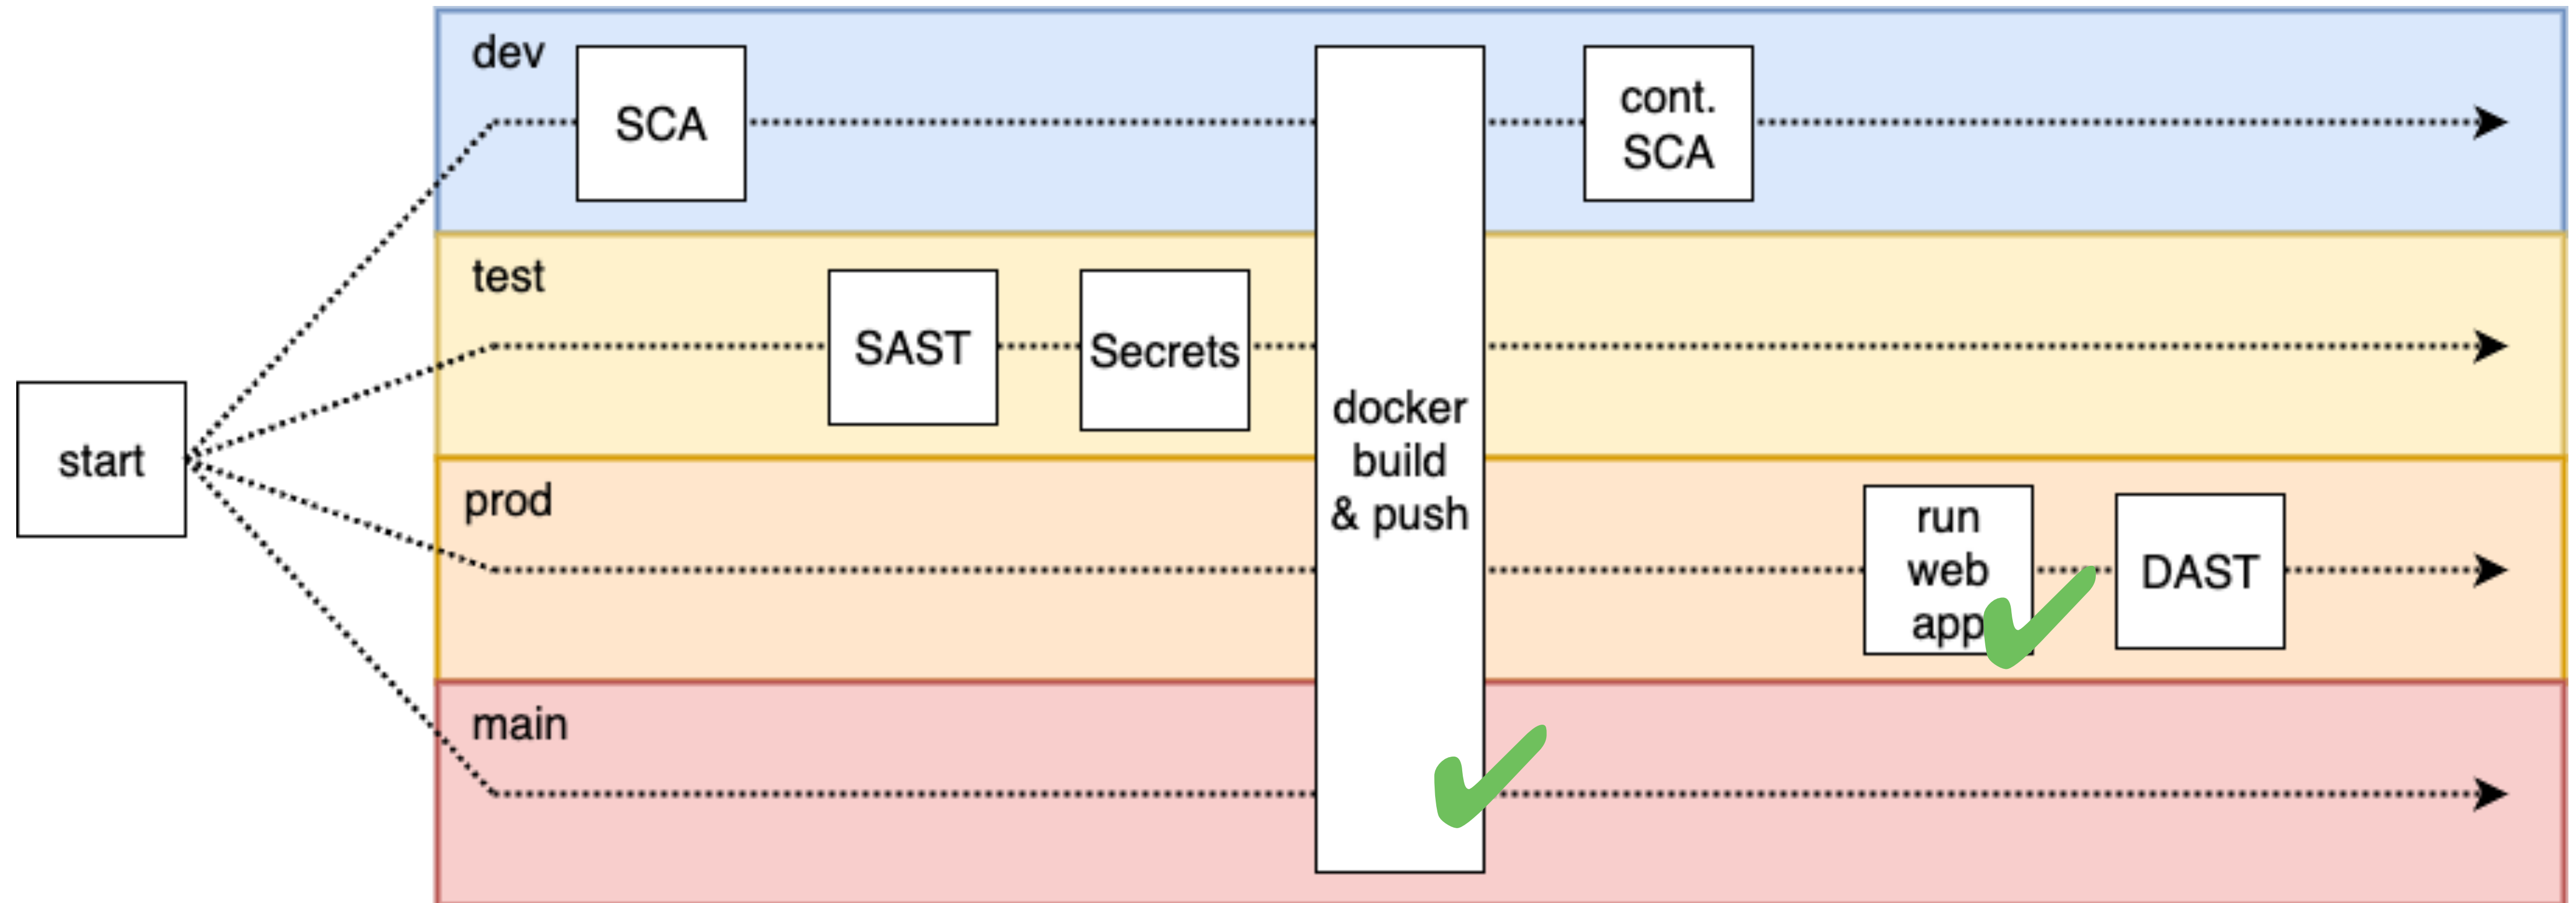 dev
SCA
cont.
SCA
test
SAST
Secrets
start
docker
build
& push
prod
run
web
app
DAST
main